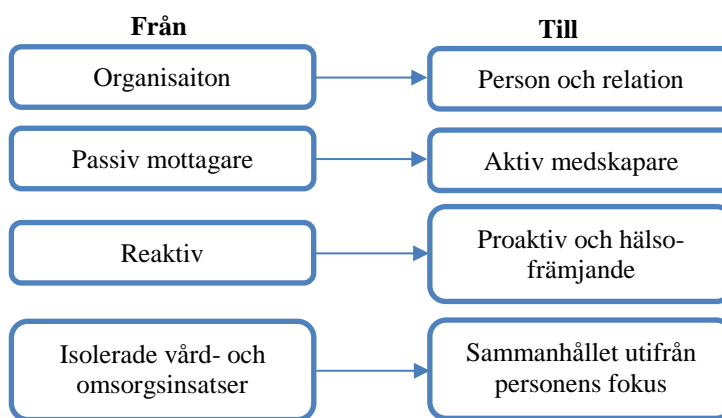 Från Till
Organisaiton Person och relation
Passiv mottagare Aktiv medskapare
Reaktiv Proaktiv och hälso-
främjande
Isolerade vård- och Sammanhållet utifrån
omsorgsinsatser personens fokus